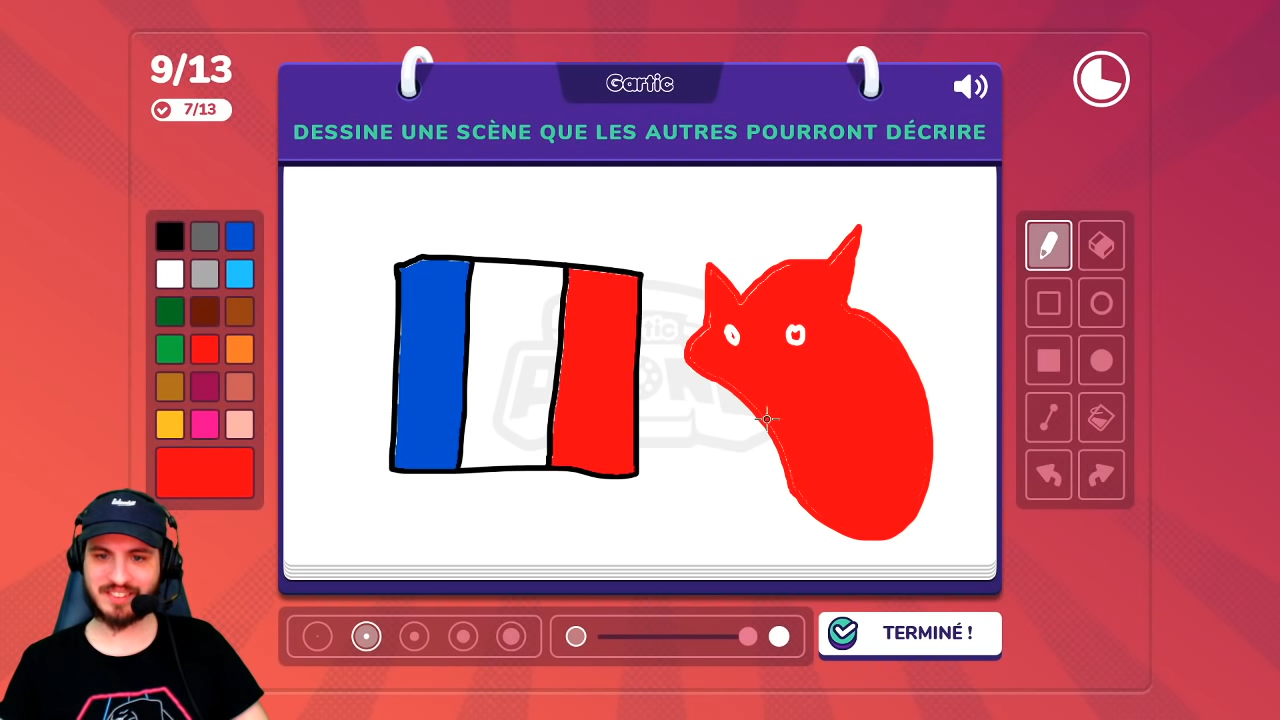 9/13
7/13
Gartic
DESSINE UNE SCÈNE QUE LES AUTRES POURRONT DÉCRIRE
TERMINÉ !